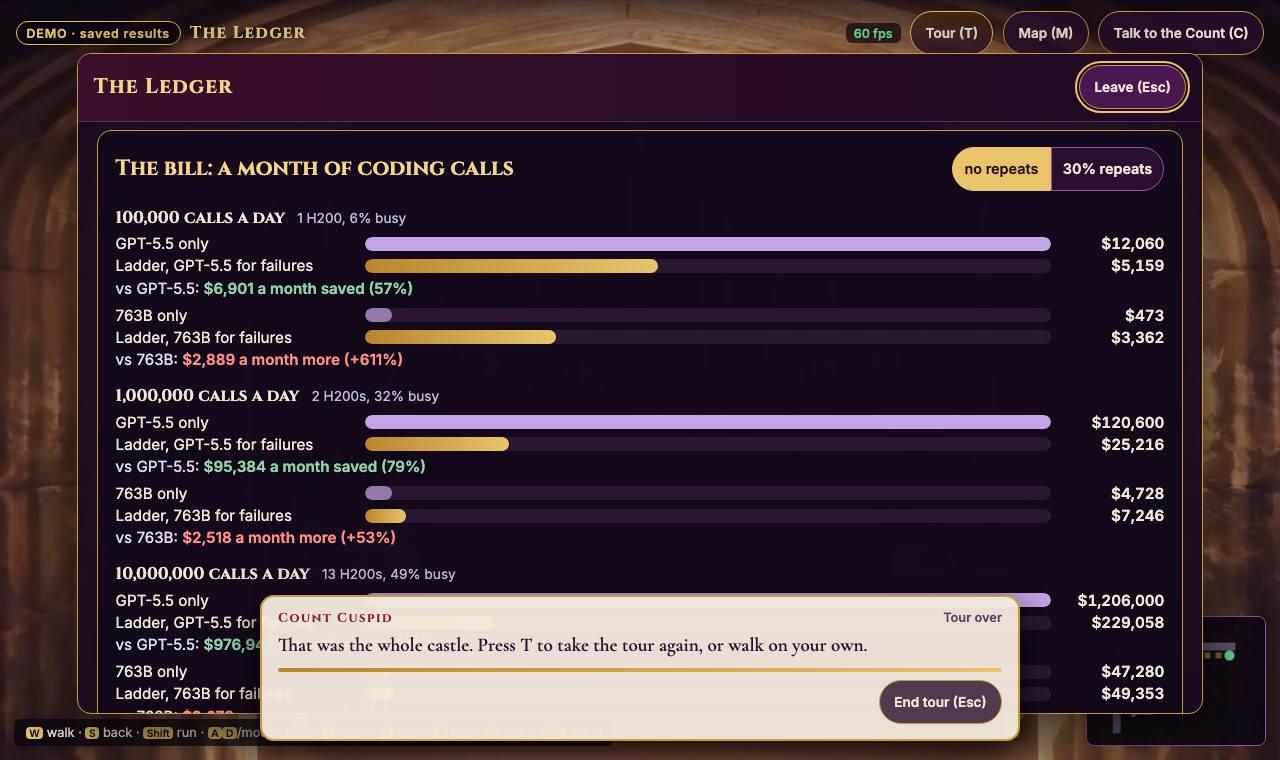 DEMO · saved results The Ledger 60 fps Tour (T) Map (M) Talk to the Count (C)
The Ledger Leave (Esc)
The bill: a month of coding calls no repeats 30% repeats
100,000 calls a day 1 H200, 6% busy
GPT-5.5 only $12,060
Ladder, GPT-5.5 for failures $5,159
vs GPT-5.5: $6,901 a month saved (57%)
763B only $473
Ladder, 763B for failures $3,362
vs 763B: $2,889 a month more (+611%)
1,000,000 calls a day 2 H200s, 32% busy
GPT-5.5 only $120,600
Ladder, GPT-5.5 for failures $25,216
vs GPT-5.5: $95,384 a month saved (79%)
763B only $4,728
Ladder, 763B for failures $7,246
vs 763B: $2,518 a month more (+53%)
10,000,000 calls a day 13 H200s, 49% busy
GPT-5.5 only $1,206,000
Ladder, GPT-5.5 for $229,058
vs GPT-5.5:
763B only $47,280
Ladder, 763B for $49,353
Count Cuspid Tour over
That was the whole castle. Press T to take the tour again, or walk on your own.
End tour (Esc)
W walk · S back · Shift run · A D